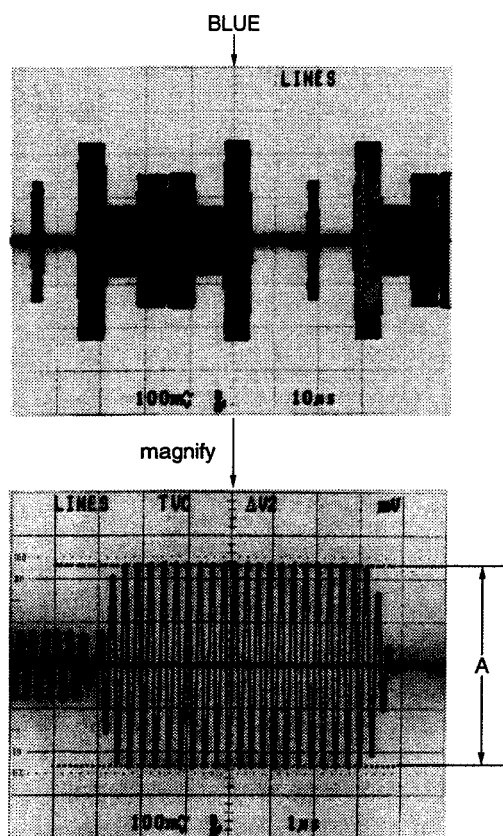 BLUE
LINES
100mV 10µs
magnify
LINES TVC ΔV2 mV
A
100mV 1µs